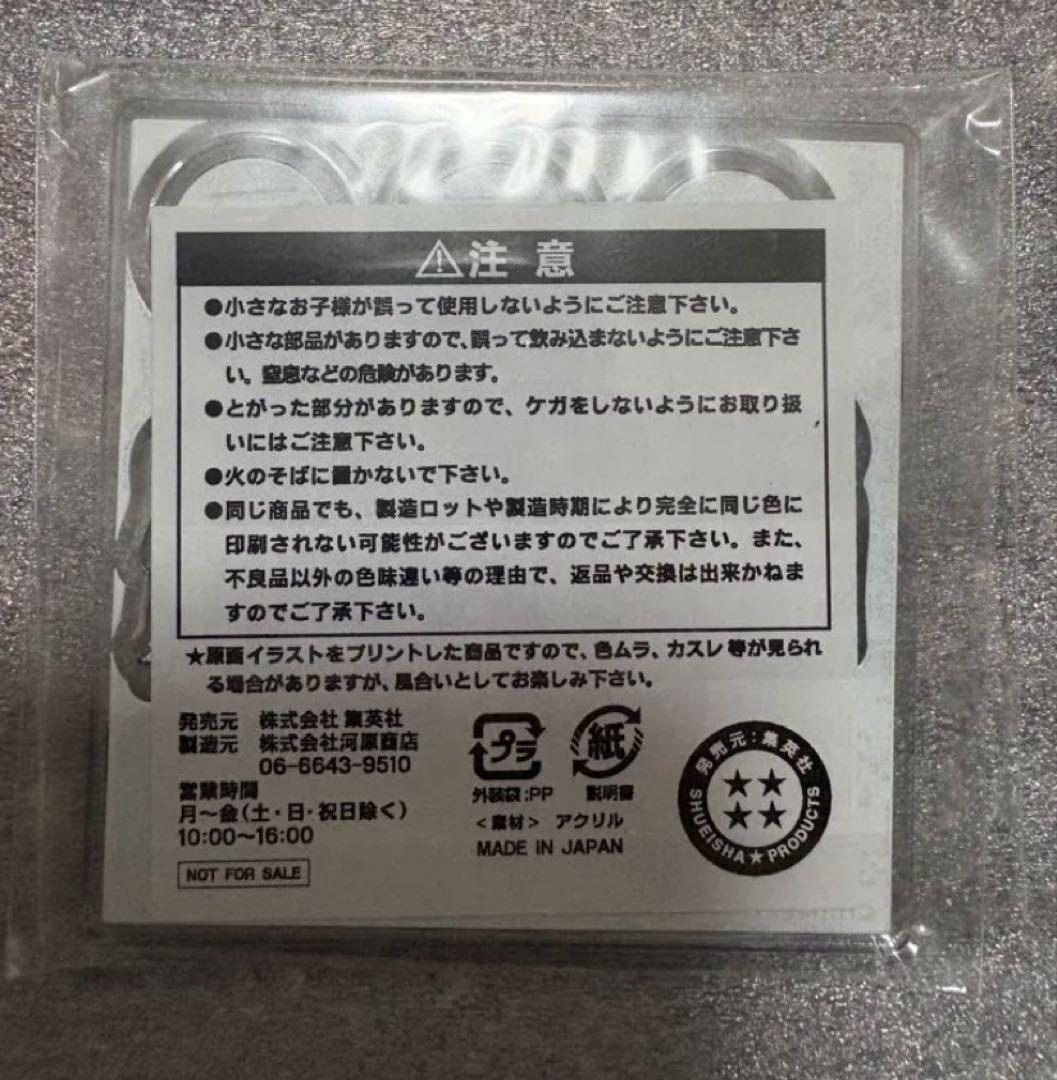 ⚠注 意
●小さなお子様が誤って使用しないようにご注意下さい。
●小さな部品がありますので、誤って飲み込まないようにご注意下さ
い。窒息などの危険があります。
●とがった部分がありますので、ケガをしないようにお取り扱
いにはご注意下さい。
●火のそばに置かないで下さい。
●同じ商品でも、製造ロットや製造時期により完全に同じ色に
印刷されない可能性がございますのでご了承下さい。また、
不良品以外の色味違い等の理由で、返品や交換は出来かねま
すのでご了承下さい。
★原画イラストをプリントした商品ですので、色ムラ、カスレ等が見られ
る場合がありますが、風合いとしてお楽しみ下さい。
発売元 株式会社 集英社
製造元 株式会社河原商店
06-6643-9510
営業時間
月～金(土・日・祝日除く)
10:00～16:00
NOT FOR SALE
プラ
外装袋:PP
紙
説明書
<素材> アクリル
MADE IN JAPAN
発売元:集英社
★★
★★
SHUEISHA★PRODUCTS